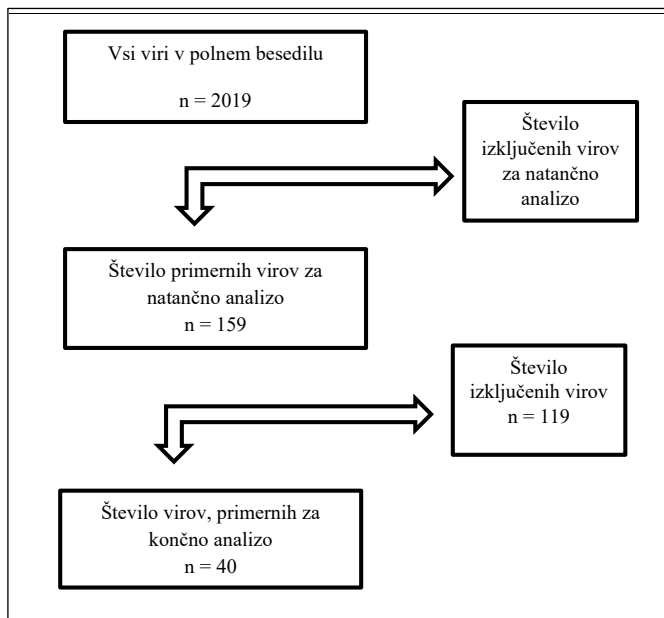 Vsi viri v polnem besedilu
n = 2019
Število
izključenih virov
za natančno
analizo
Število primernih virov za
natančno analizo
n = 159
Število
izključenih virov
n = 119
Število virov, primernih za
končno analizo
n = 40